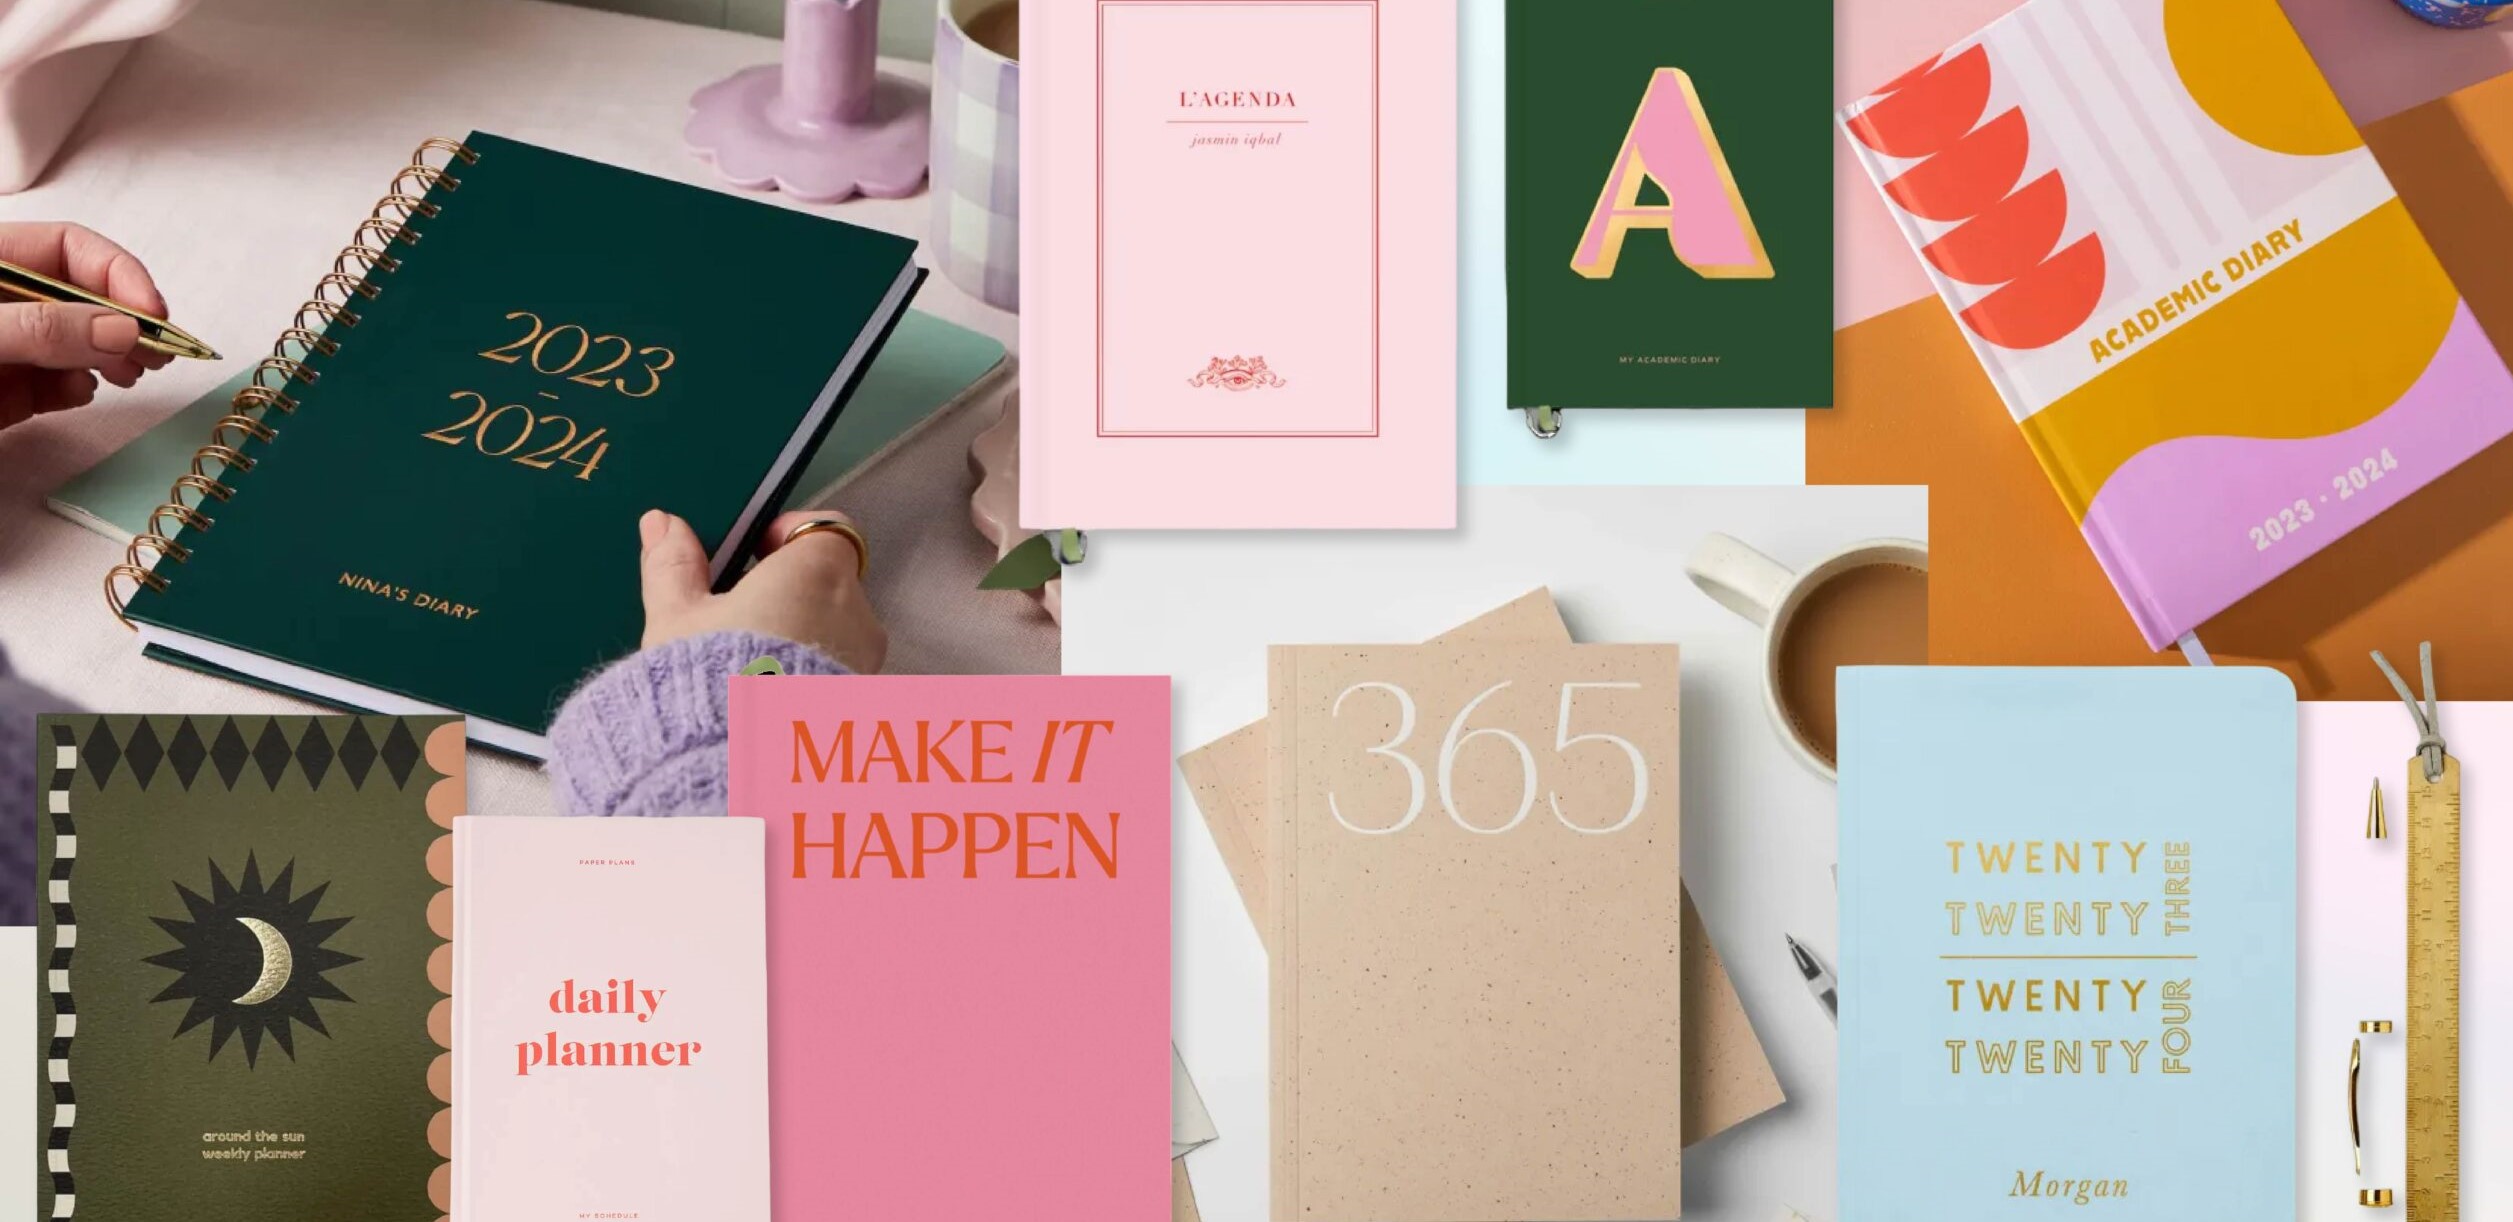 2023
–
2024
NINA'S DIARY
L'AGENDA
jasmin iqbal
A
MY ACADEMIC DIARY
ACADEMIC DIARY
2023 · 2024
around the sun
weekly planner
PAPER PLANS
daily
planner
MY SCHEDULE
MAKE IT
HAPPEN
365
TWENTY
TWENTY THREE
TWENTY
TWENTY FOUR
Morgan